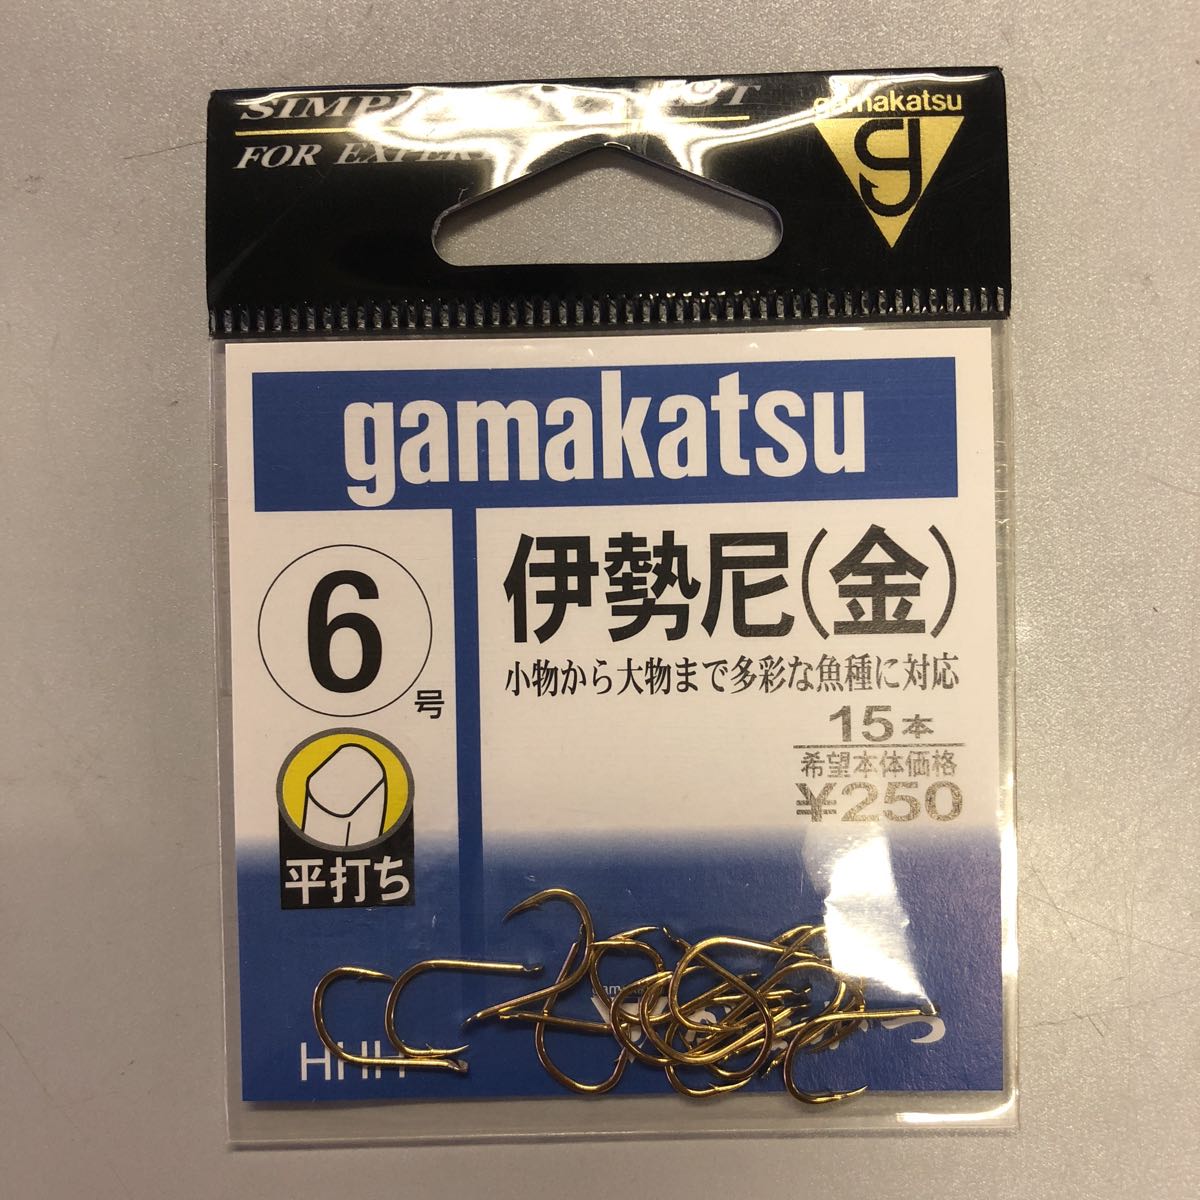 gamakatsu
FOR
gamakatsu
6号
伊勢尼(金)
小物から大物まで多彩な魚種に対応
15本
希望本体価格
¥250
平打ち